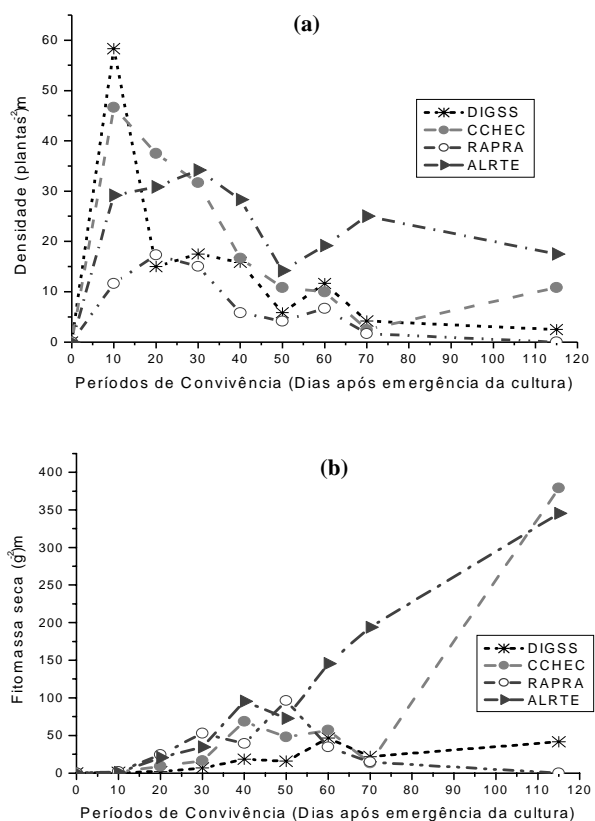 (a)
60
50
40
30
20
10
0
Densidade (plantas m-2)
DIGSS
CCHEC
RAPRA
ALRTE
0 10 20 30 40 50 60 70 80 90 100 110 120
Períodos de Convivência (Dias após emergência da cultura)
(b)
400
350
300
250
200
150
100
50
0
Fitomassa seca (g m-2)
DIGSS
CCHEC
RAPRA
ALRTE
0 10 20 30 40 50 60 70 80 90 100 110 120
Períodos de Convivência (Dias após emergência da cultura)